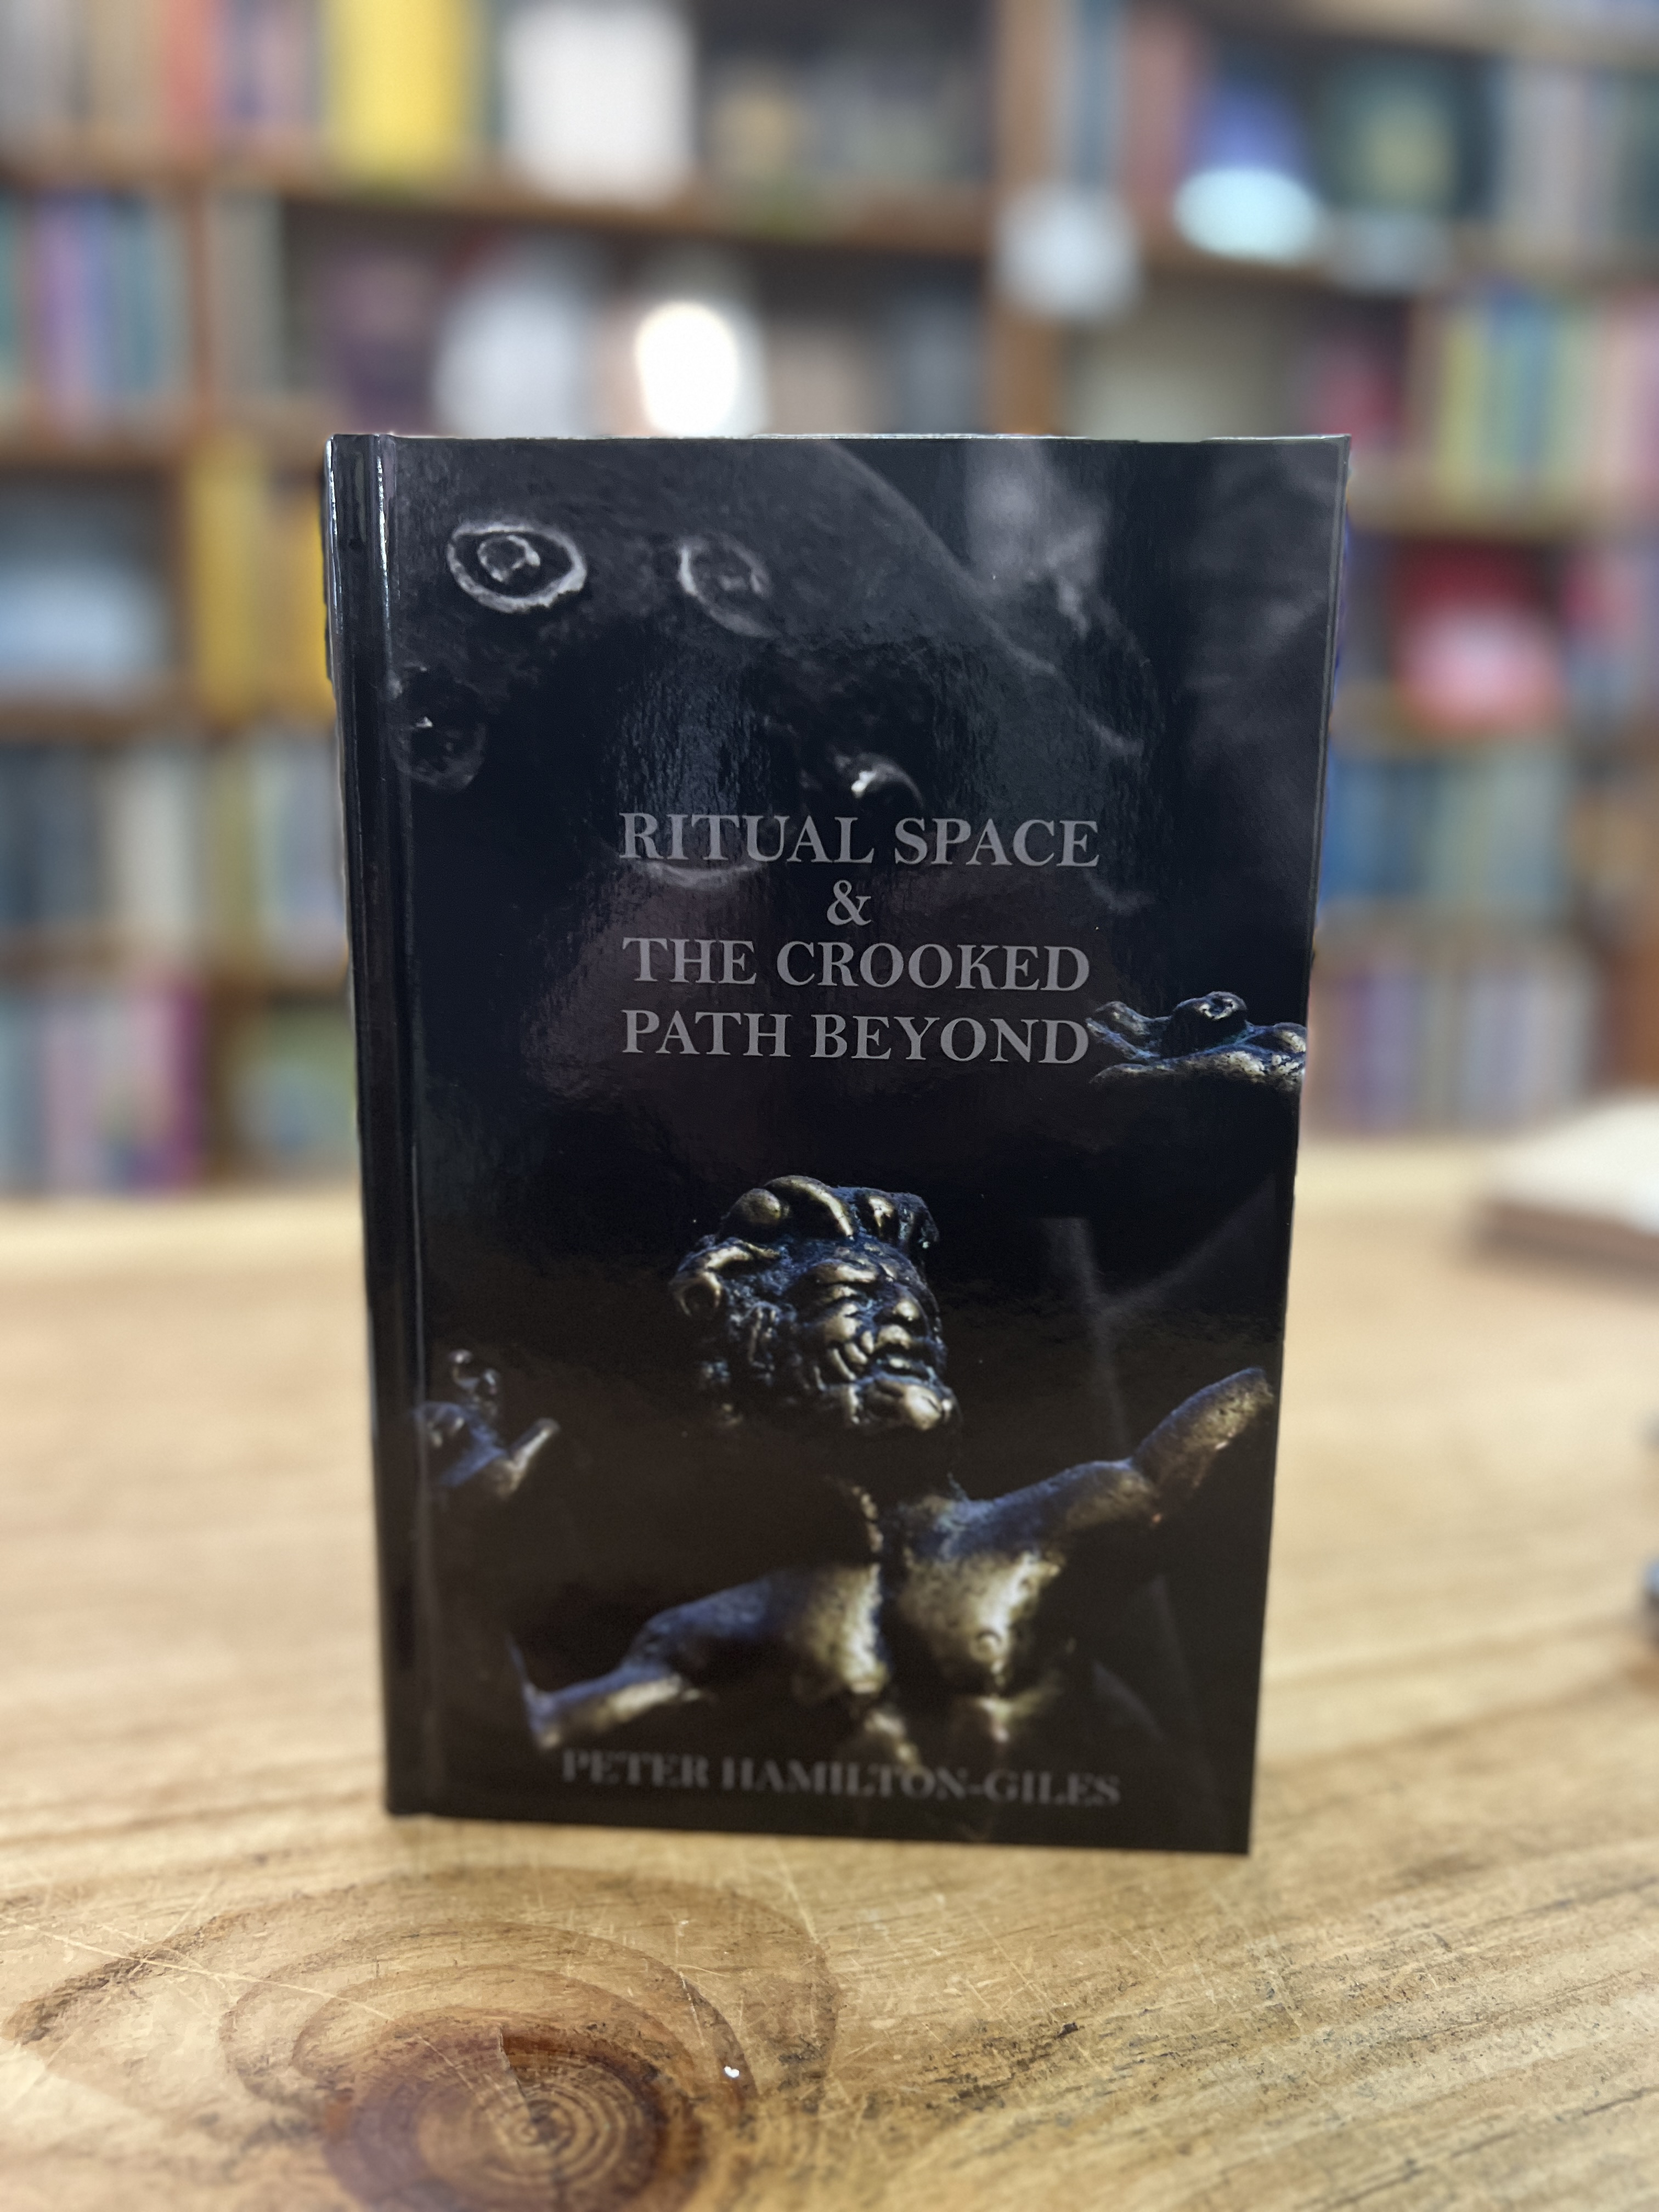 RITUAL SPACE
&
THE CROOKED
PATH BEYOND
PETER HAMILTON-GILES